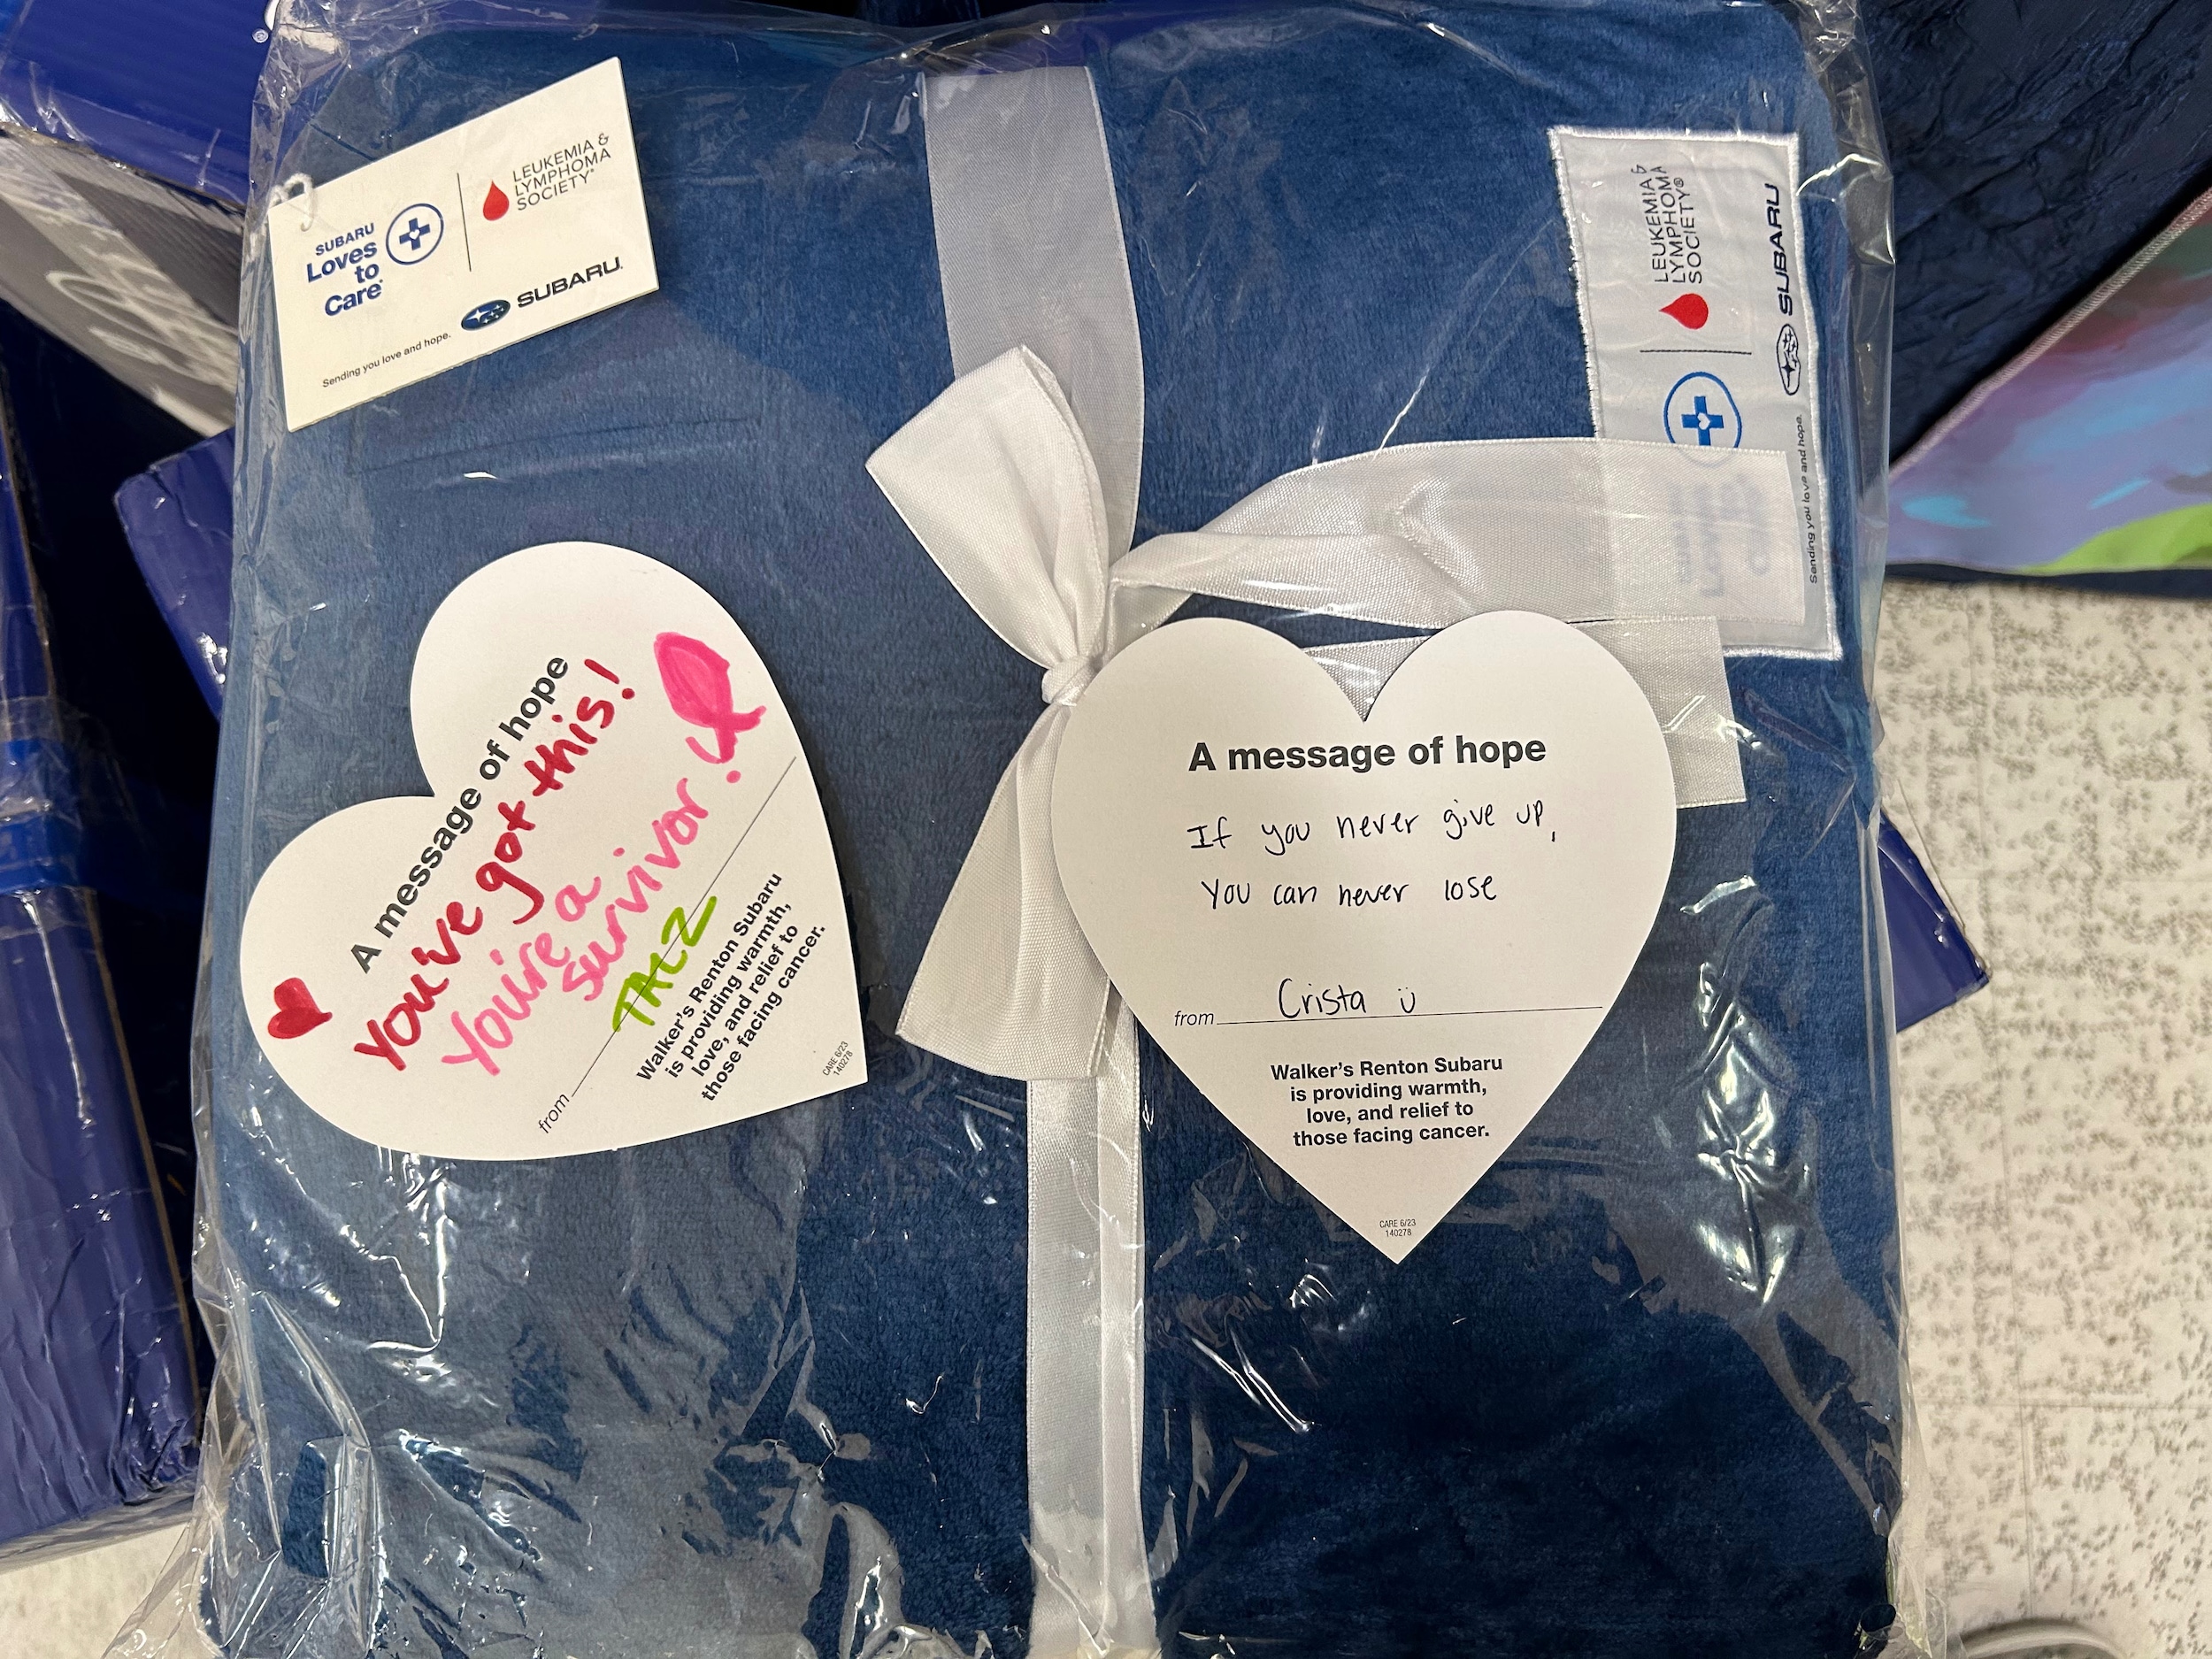 SUBARU
Loves
to
Care
LEUKEMIA &
LYMPHOMA
SOCIETY®
SUBARU.
Sending you love and hope.
LEUKEMIA &
LYMPHOMA
SOCIETY®
SUBARU
Sending you love and hope.
A message of hope
You've got this!
You're a
survivor!
from TALZ
Walker's Renton Subaru
is providing warmth,
love, and relief to
those facing cancer.
CARE 6/23
140278
A message of hope
If you never give up,
You can never lose
from Crista ü
Walker's Renton Subaru
is providing warmth,
love, and relief to
those facing cancer.
CARE 6/23
140278